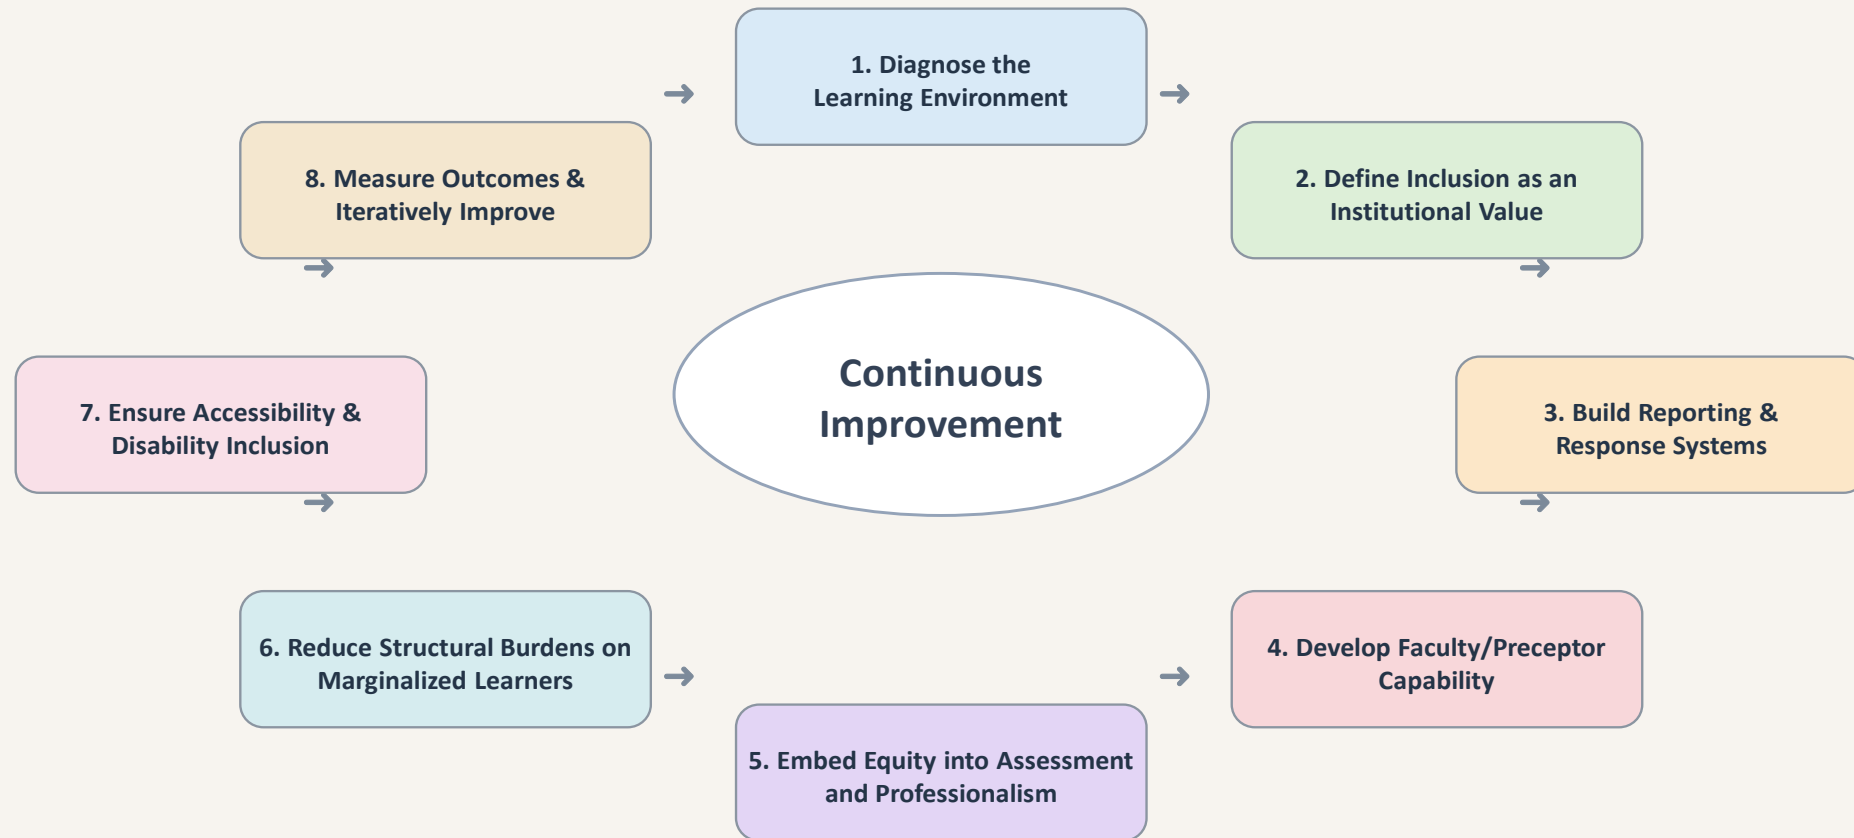 1. Diagnose the
Learning Environment
2. Define Inclusion as an
Institutional Value
3. Build Reporting &
Response Systems
4. Develop Faculty/Preceptor
Capability
5. Embed Equity into Assessment
and Professionalism
6. Reduce Structural Burdens on
Marginalized Learners
7. Ensure Accessibility &
Disability Inclusion
8. Measure Outcomes &
Iteratively Improve
Continuous
Improvement